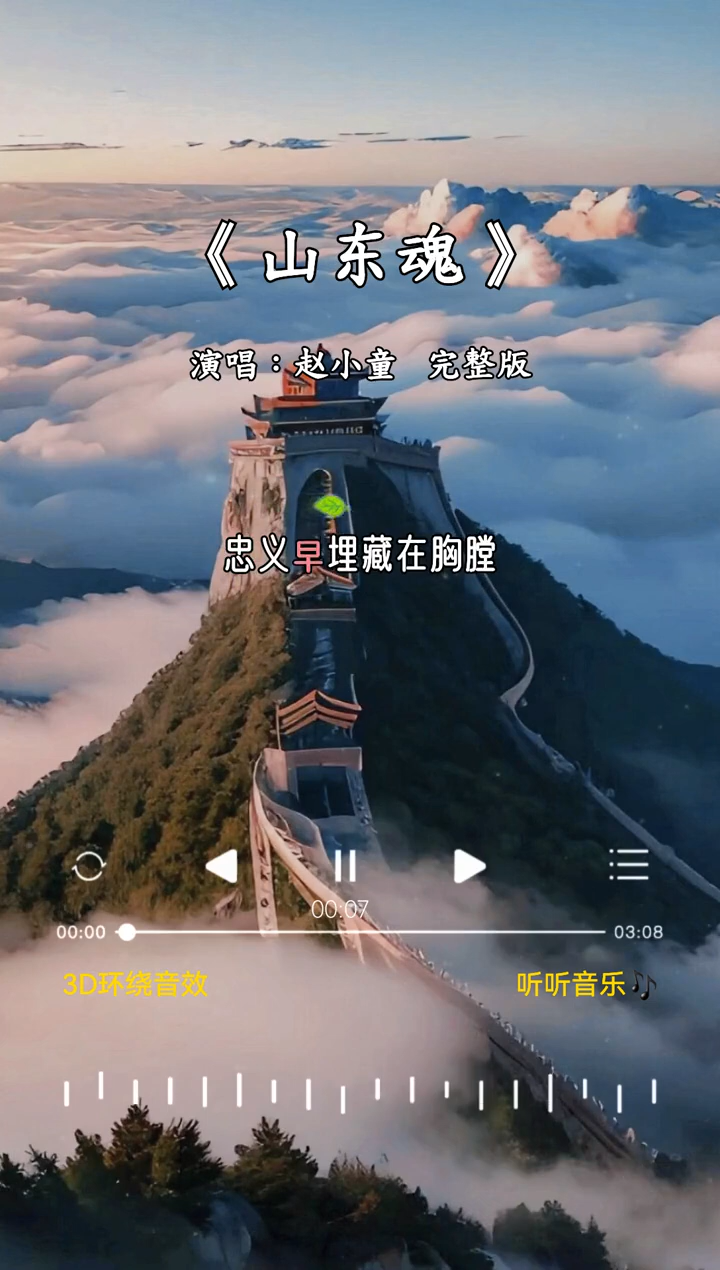 《山东魂》
演唱：赵小童 完整版
忠义早埋藏在胸膛
00:07
00:00 03:08
3D环绕音效 听听音乐🎶